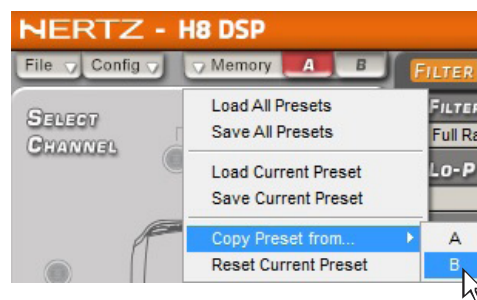 HERTZ - H8 DSP
File Config Memory A B FILTER
SELECT
CHANNEL
Load All Presets
Save All Presets
Load Current Preset
Save Current Preset
Copy Preset from...
Reset Current Preset
A
B
FILTER
Full Ra
LO-P